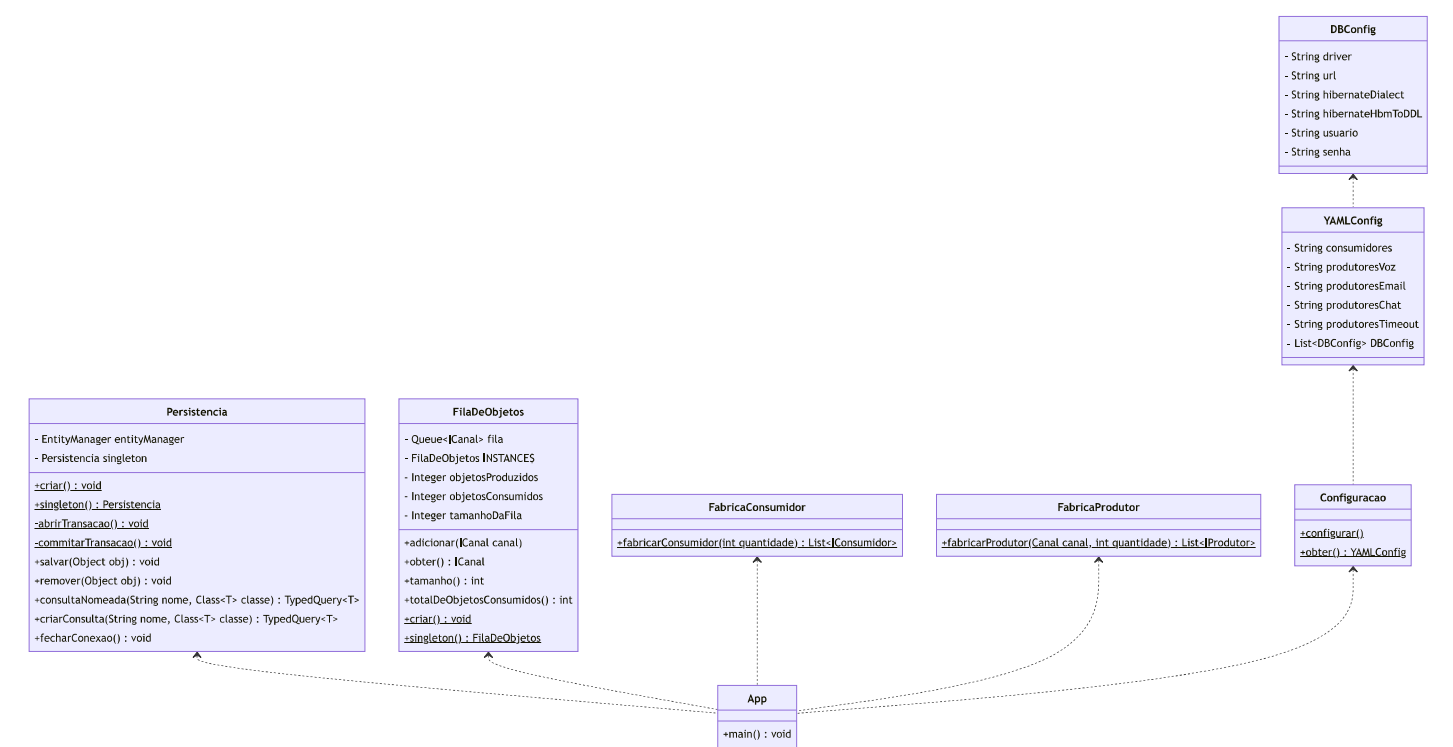 DBConfig
- String driver
- String url
- String hibernateDialect
- String hibernateHbmToDDL
- String usuario
- String senha
YAMLConfig
- String consumidores
- String produtoresVoz
- String produtoresEmail
- String produtoresChat
- String produtoresTimeout
- List<DBConfig> DBConfig
Persistencia
- EntityManager entityManager
- Persistencia singleton
+criar() : void
+singleton() : Persistencia
-abrirTransacao() : void
-commitarTransacao() : void
+salvar(Object obj) : void
+remover(Object obj) : void
+consultaNomeada(String nome, Class<T> classe) : TypedQuery<T>
+criarConsulta(String nome, Class<T> classe) : TypedQuery<T>
+fecharConexao() : void
FilaDeObjetos
- Queue<ICanal> fila
- FilaDeObjetos INSTANCE$
- Integer objetosProduzidos
- Integer objetosConsumidos
- Integer tamanhoDaFila
+adicionar(ICanal canal)
+obter() : ICanal
+tamanho() : int
+totalDeObjetosConsumidos() : int
+criar() : void
+singleton() : FilaDeObjetos
FabricaConsumidor
+fabricarConsumidor(int quantidade) : List<IConsumidor>
FabricaProdutor
+fabricarProdutor(Canal canal, int quantidade) : List<IProdutor>
Configuracao
+configurar()
+obter() : YAMLConfig
App
+main() : void